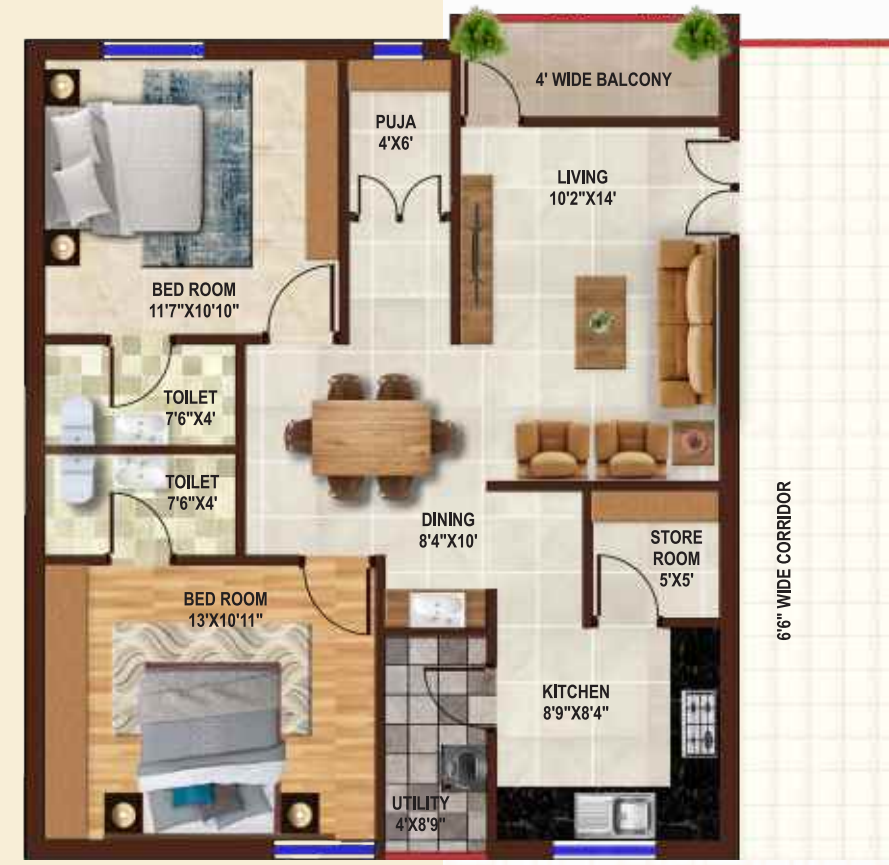 4' WIDE BALCONY
PUJA
4'X6'
LIVING
10'2"X14'
BED ROOM
11'7"X10'10"
TOILET
7'6"X4'
TOILET
7'6"X4'
DINING
8'4"X10'
STORE
ROOM
5'X5'
6'6" WIDE CORRIDOR
BED ROOM
13'X10'11"
KITCHEN
8'9"X8'4"
UTILITY
4'X8'9"